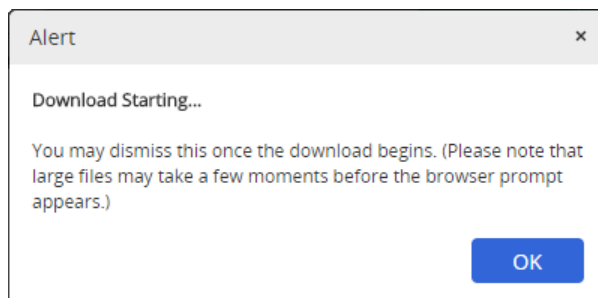 Alert ×
Download Starting...
You may dismiss this once the download begins. (Please note that
large files may take a few moments before the browser prompt
appears.)
OK